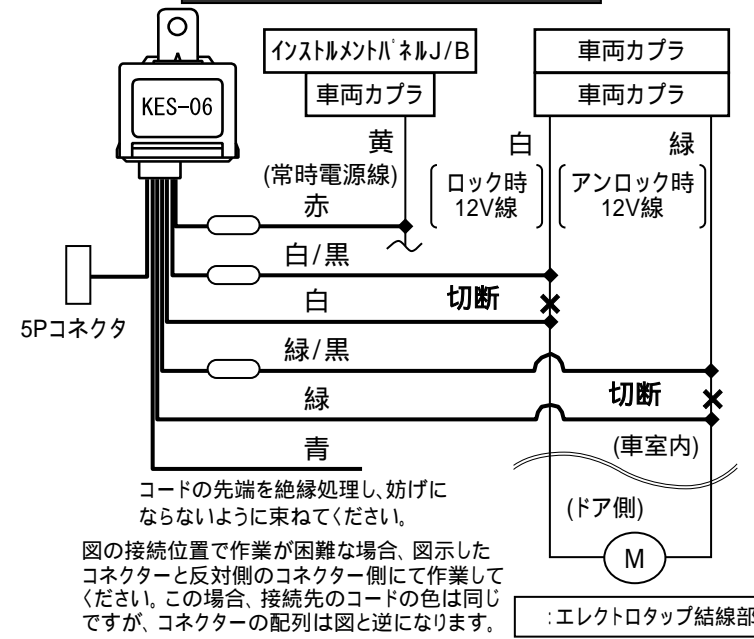 KES-06
インストルメントパネルJ/B
車両カプラ
車両カプラ
車両カプラ
黄
(常時電源線)
白
ロック時
12V線
緑
アンロック時
12V線
赤
白/黒
白
切断
5Pコネクタ
緑/黒
緑
切断
青
(車室内)
(ドア側)
M
コードの先端を絶縁処理し、妨げに
ならないように束ねてください。
図の接続位置で作業が困難な場合、図示した
コネクターと反対側のコネクター側にて作業して
ください。この場合、接続先のコードの色は同じ
ですが、コネクターの配列は図と逆になります。
:エレクトロタップ結線部